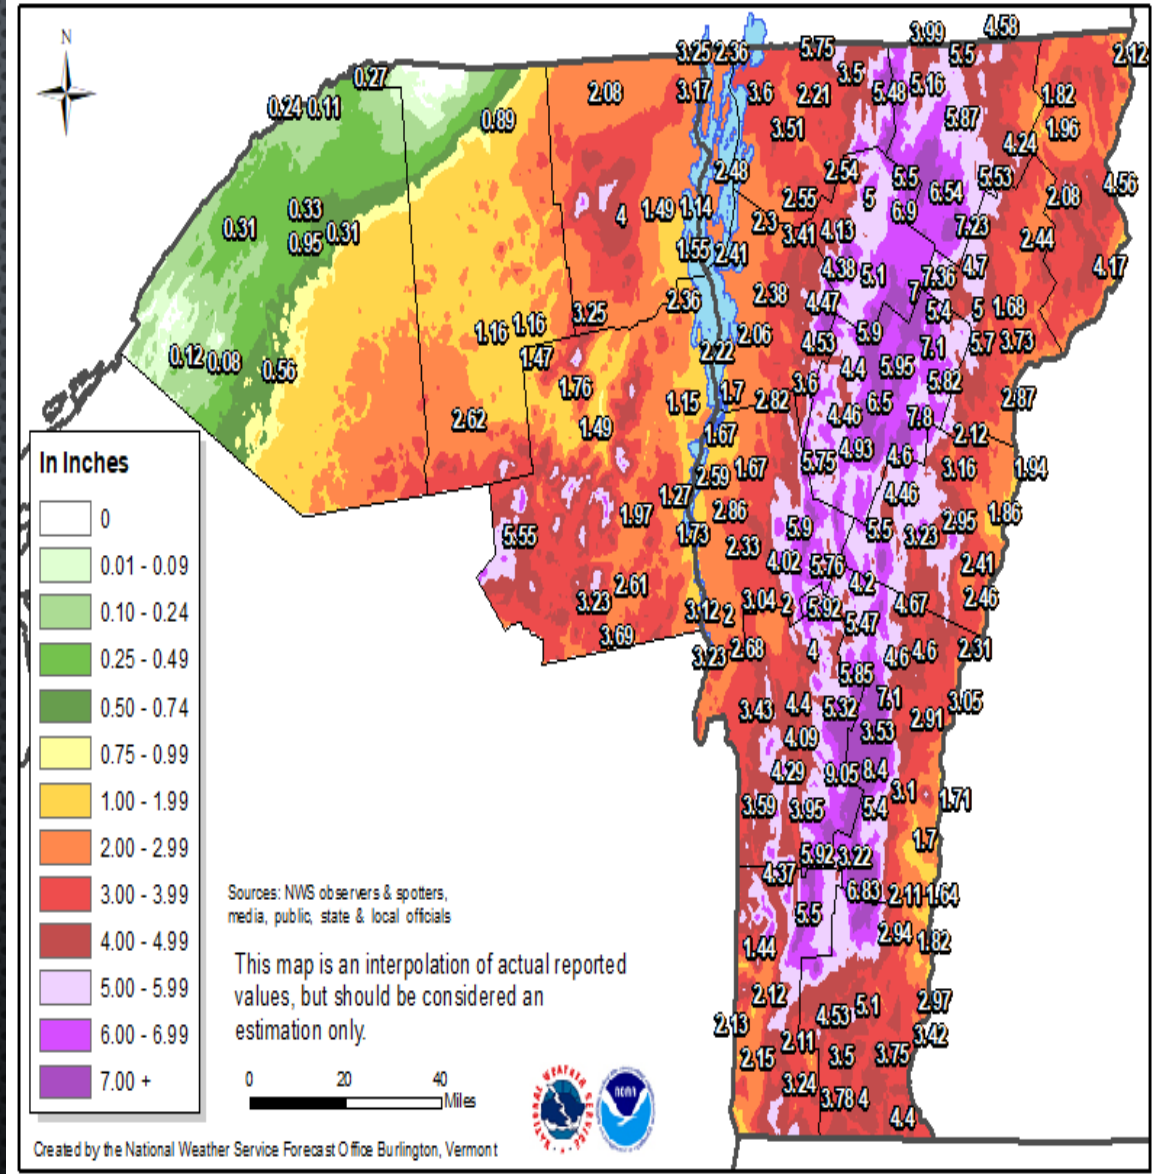 N
3.99 4.58
3.25 2.36 5.75 5.5 2.12
0.27 3.5
2.08 3.17 3.6 2.21 5.48 5.16 1.82
0.24 0.11 0.89 3.51 5.87 1.96
4.24
2.48 2.54 5.5 5.53 4.56
0.33 4 1.49 1.14 2.55 5 6.54 2.08
0.31 0.31 2.3 3.41 4.13 6.9 7.23 2.44
0.95 1.55 2.41
4.38 5.1 7.36 4.7 4.17
2.36 2.38 4.47 7 5.4 5 1.68
1.16 1.16 3.25 2.06 4.53 5.9 7.1 5.7 3.73
0.12 0.08 0.56 1.47 2.22 4.4 5.95
1.76 1.15 1.7 2.82 3.6 6.5 5.82 2.87
2.62 1.49 1.67 4.46 7.8 2.12
4.93 4.6
2.59 1.67 5.75 3.16 1.94
1.27 4.46
5.55 1.97 1.73 2.86 5.9 5.5 3.23 2.95 1.86
2.33 4.02 5.76 2.41
2.61 4.2
3.23 3.12 2 3.04 2 5.92 4.67 2.46
3.69 5.47
3.23 2.68 4 4.6 4.6 2.31
5.85
3.43 4.4 5.32 7.1 2.91 3.05
4.09 3.53
4.29 9.05 8.4
3.59 3.95 5.4 3.1 1.71
1.7
4.37 5.92 3.22
6.83 2.11 1.64
5.5
1.44 2.94 1.82
2.12 2.97
2.13 4.53 5.1
2.11 3.42
2.15 3.5 3.75
3.24
3.78 4
4.4
In Inches
0
0.01 - 0.09
0.10 - 0.24
0.25 - 0.49
0.50 - 0.74
0.75 - 0.99
1.00 - 1.99
2.00 - 2.99
3.00 - 3.99
4.00 - 4.99
5.00 - 5.99
6.00 - 6.99
7.00 +
Sources: NWS observers & spotters,
media, public, state & local officials
This map is an interpolation of actual reported
values, but should be considered an
estimation only.
0 20 40
Miles
NATIONAL WEATHER SERVICE
NOAA
Created by the National Weather Service Forecast Office Burlington, Vermont